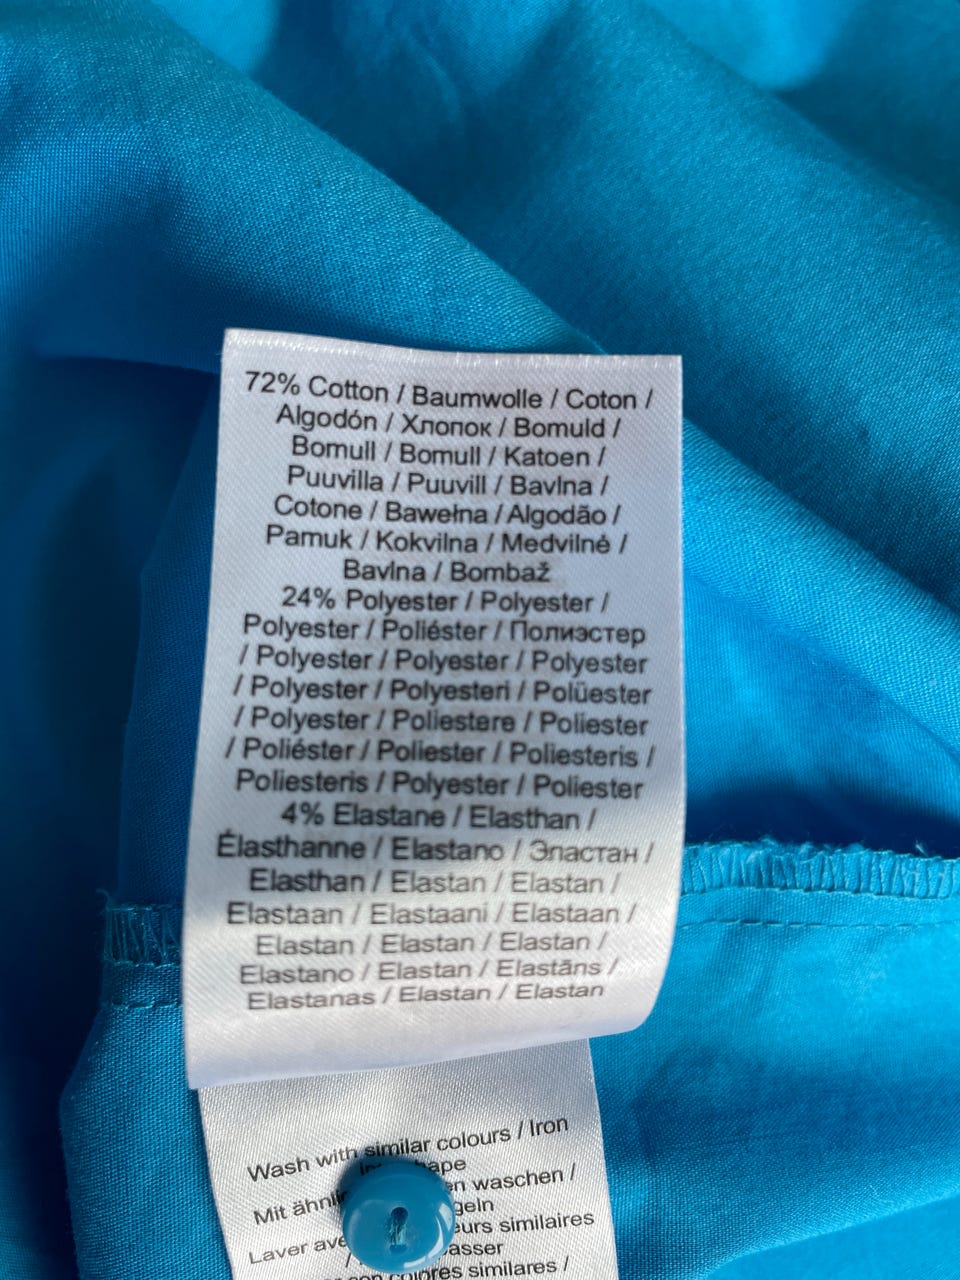 72% Cotton / Baumwolle / Coton /
Algodón / Хлопок / Bomuld /
Bomull / Bomull / Katoen /
Puuvilla / Puuvill / Bavlna /
Cotone / Bawełna / Algodão /
Pamuk / Kokvilna / Medvilnė /
Bavlna / Bombaž
24% Polyester / Polyester /
Polyester / Poliéster / Полиэстер
/ Polyester / Polyester / Polyester
/ Polyester / Polyesteri / Polüester
/ Polyester / Poliestere / Poliester
/ Poliéster / Poliester / Poliesteris /
Poliesteris / Polyester / Poliester
4% Elastane / Elasthan /
Élasthanne / Elastano / Эластан /
Elasthan / Elastan / Elastan /
Elastaan / Elastaani / Elastaan /
Elastan / Elastan / Elastan /
Elastano / Elastan / Elastāns /
Elastanas / Elastan / Elastan
Wash with similar colours / Iron
Mit waschen /
Laver similaires
/
similares /